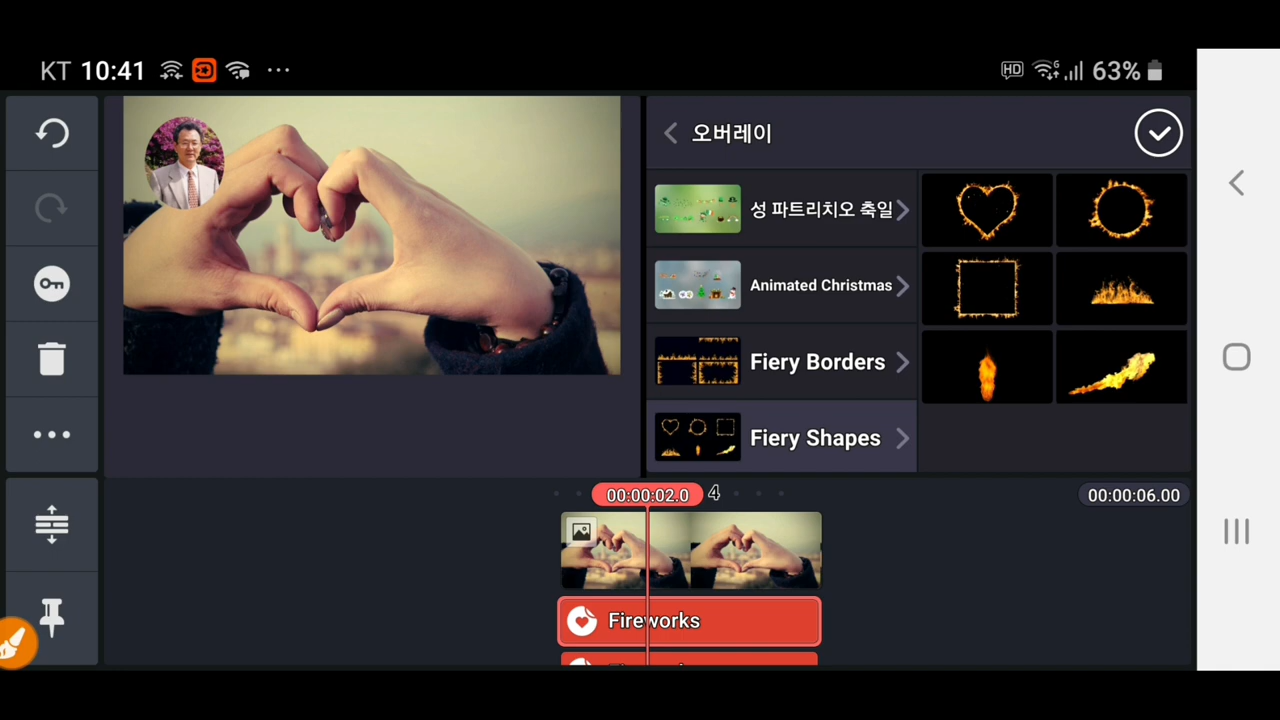 KT 10:41
HD 63%
오버레이
성 파트리치오 축일
Animated Christmas
Fiery Borders
Fiery Shapes
00:00:02.0 4
00:00:06.00
Fireworks